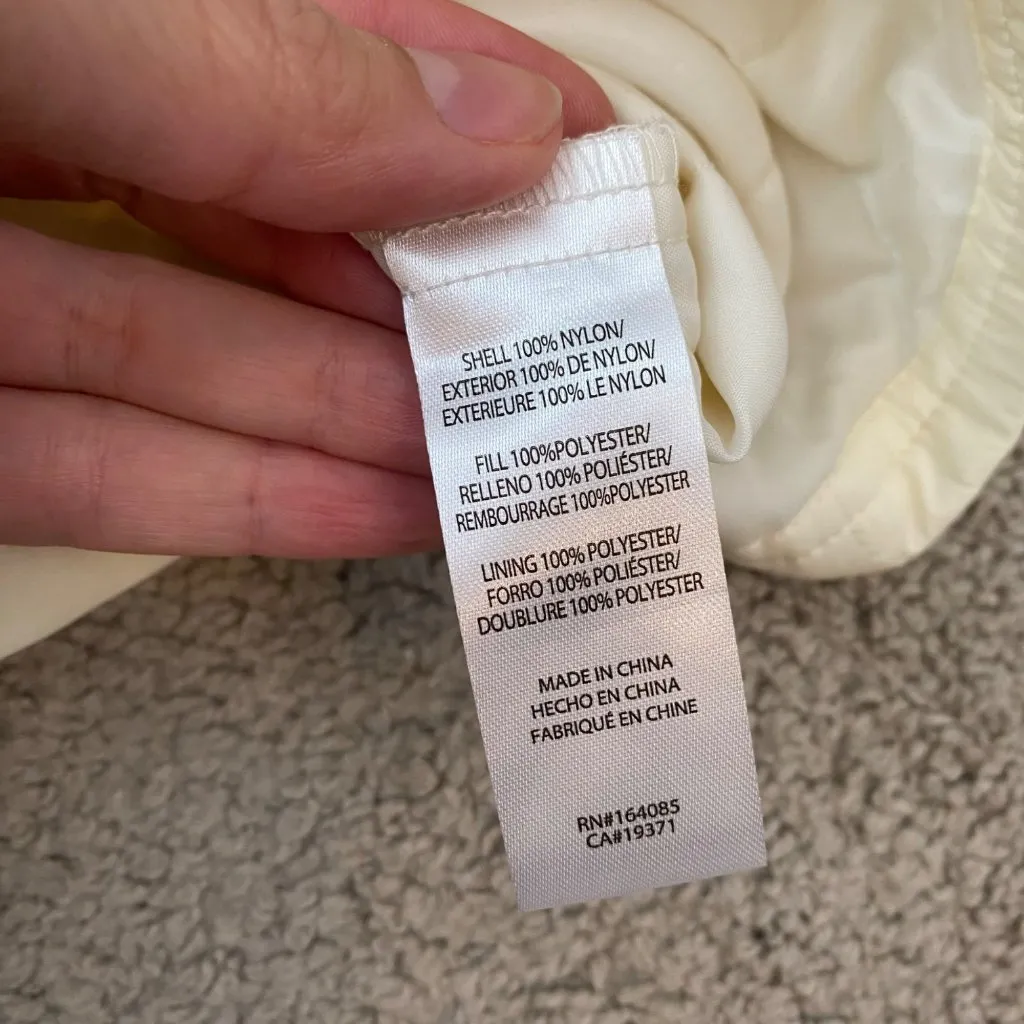 SHELL 100% NYLON/
EXTERIOR 100% DE NYLON/
EXTERIEURE 100% LE NYLON
FILL 100%POLYESTER/
RELLENO 100% POLIÉSTER/
REMBOURRAGE 100%POLYESTER
LINING 100% POLYESTER/
FORRO 100% POLIÉSTER/
DOUBLURE 100% POLYESTER
MADE IN CHINA
HECHO EN CHINA
FABRIQUÉ EN CHINE
RN#164085
CA#19371